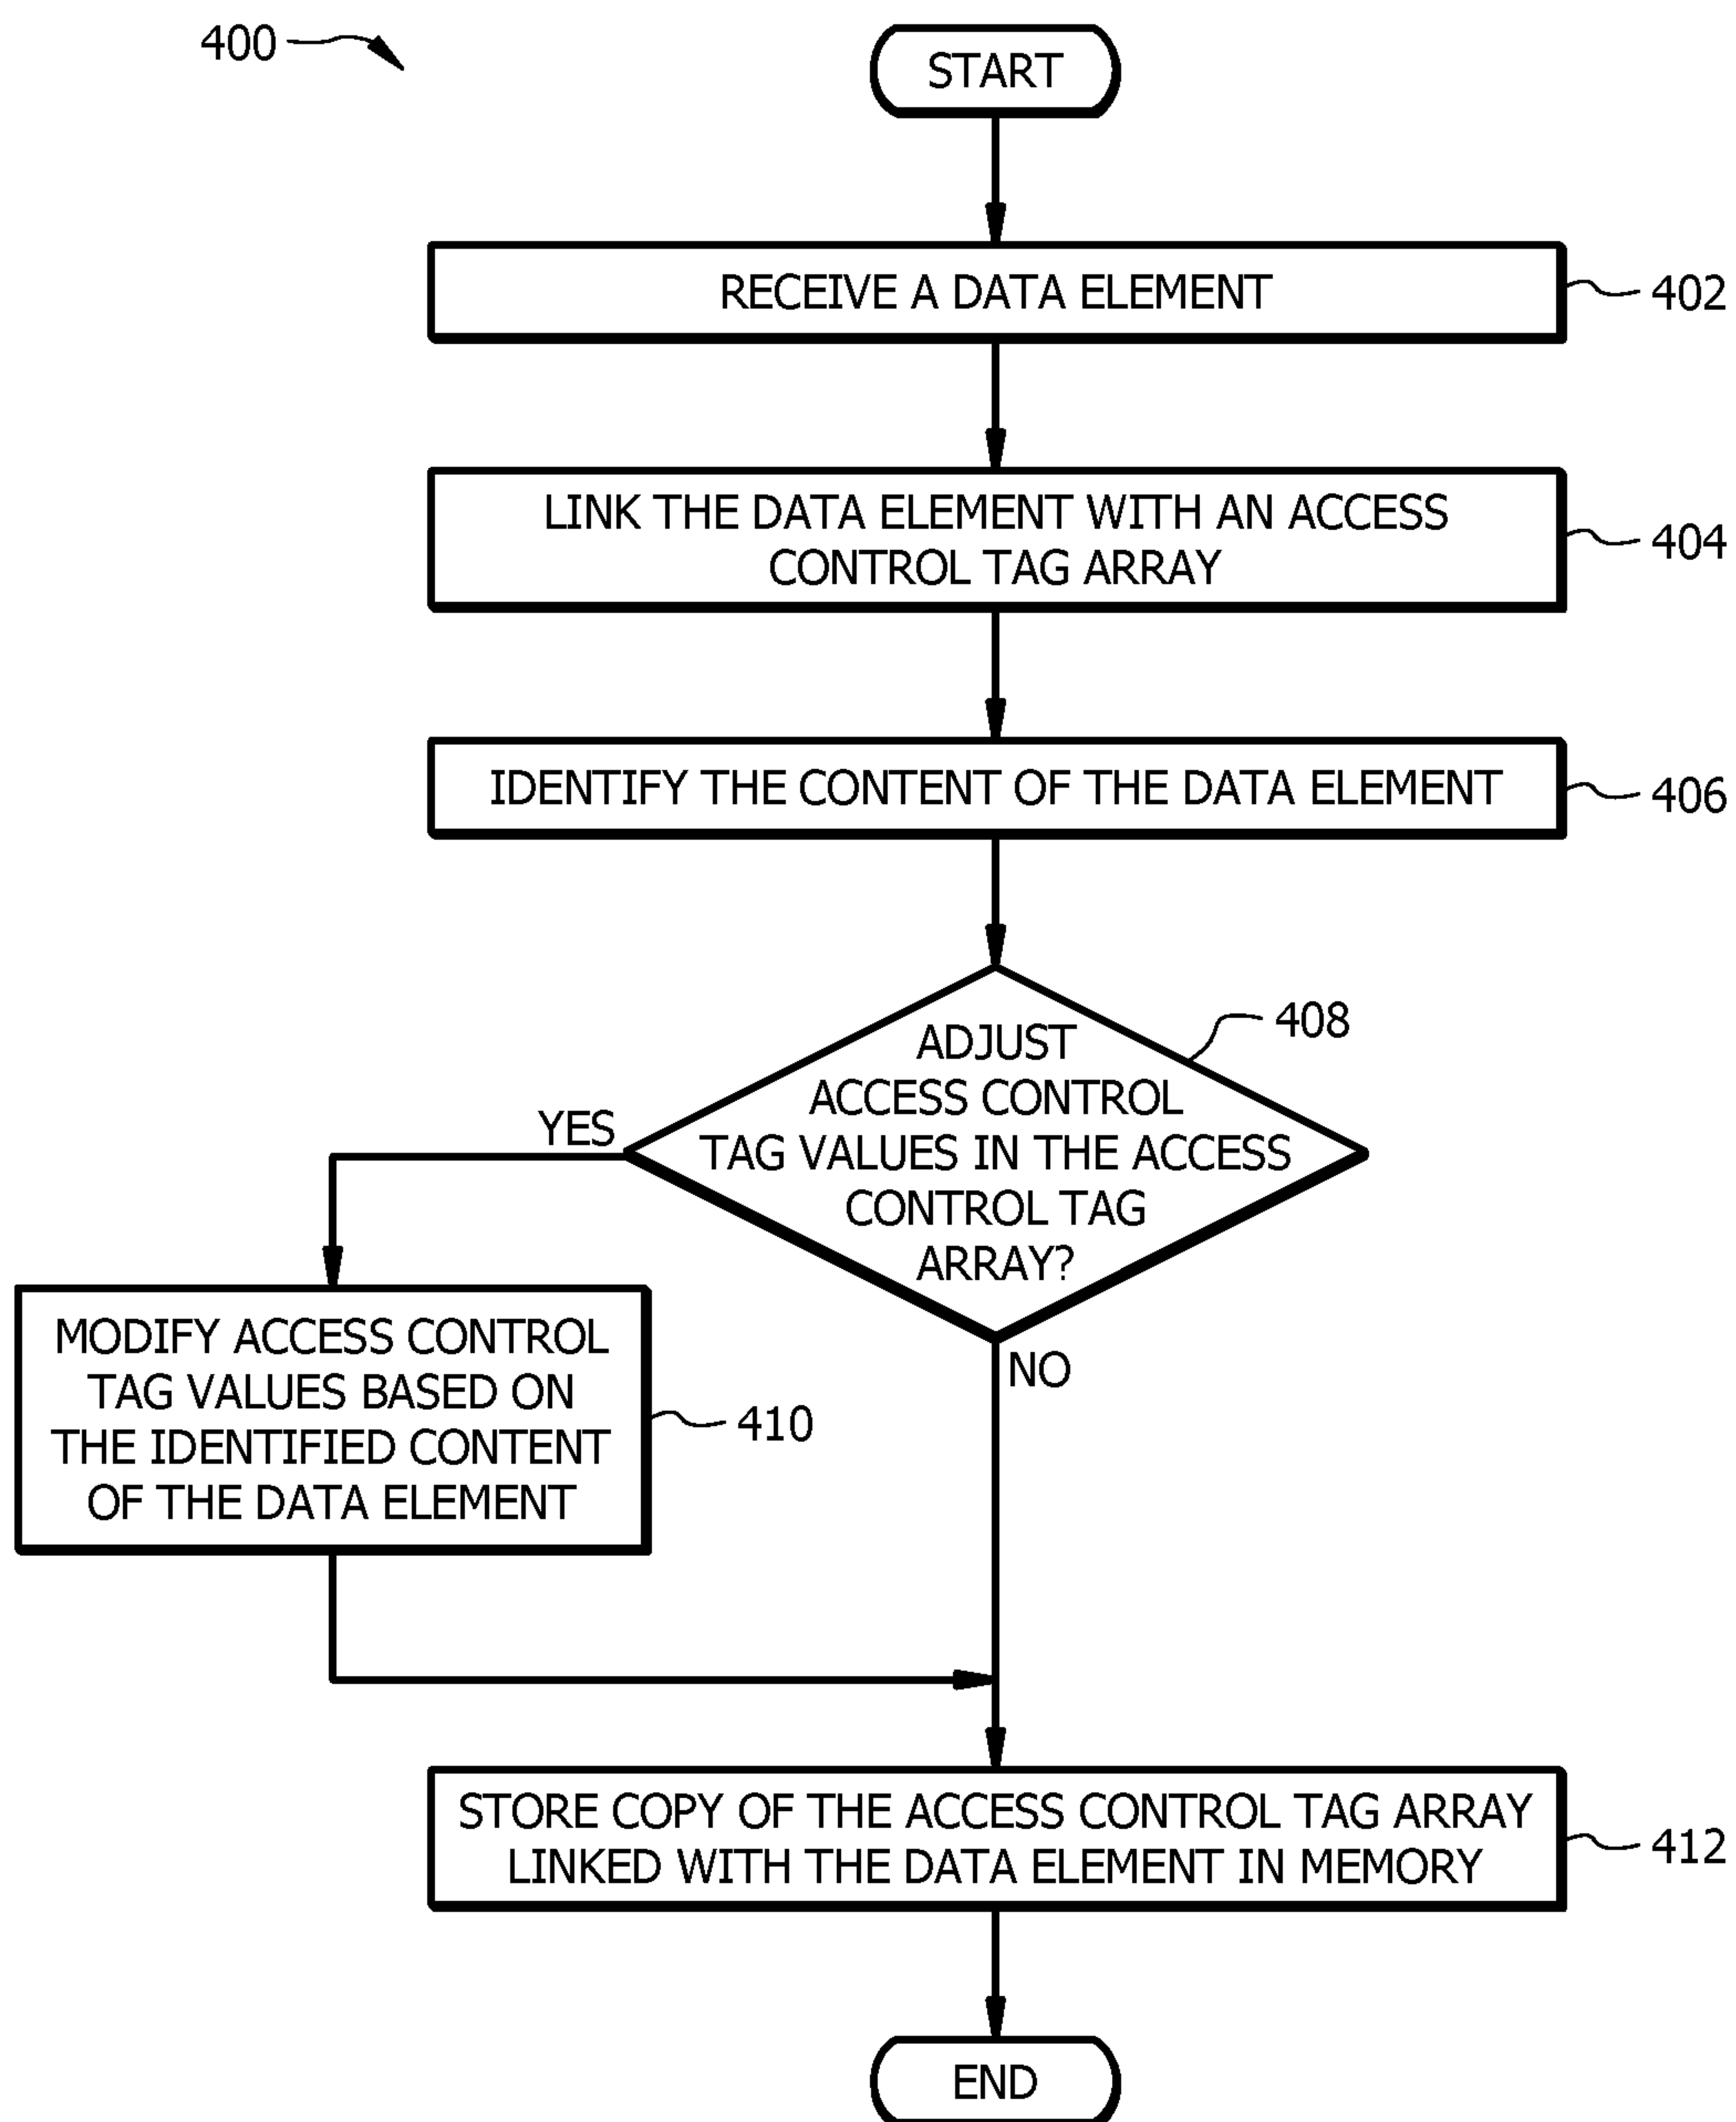 400
START
RECEIVE A DATA ELEMENT
402
LINK THE DATA ELEMENT WITH AN ACCESS
CONTROL TAG ARRAY
404
IDENTIFY THE CONTENT OF THE DATA ELEMENT
406
ADJUST
ACCESS CONTROL
TAG VALUES IN THE ACCESS
CONTROL TAG
ARRAY?
408
YES
NO
MODIFY ACCESS CONTROL
TAG VALUES BASED ON
THE IDENTIFIED CONTENT
OF THE DATA ELEMENT
410
STORE COPY OF THE ACCESS CONTROL TAG ARRAY
LINKED WITH THE DATA ELEMENT IN MEMORY
412
END